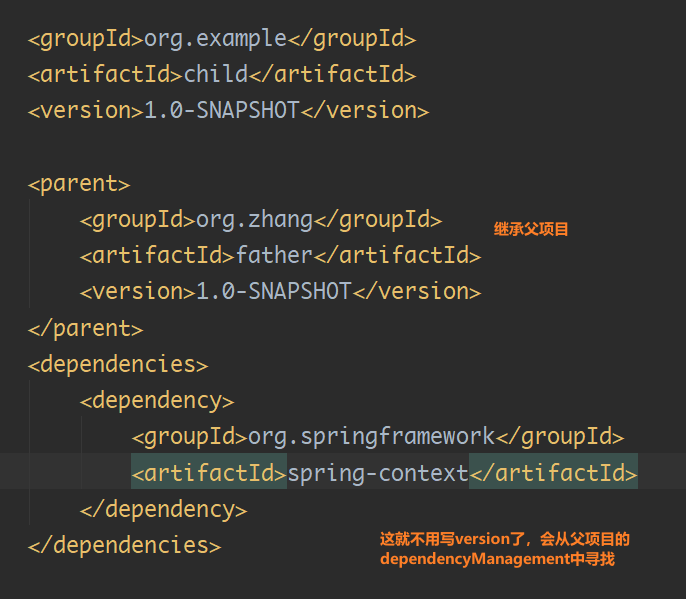 <groupId>org.example</groupId>
<artifactId>child</artifactId>
<version>1.0-SNAPSHOT</version>
<parent>
<groupId>org.zhang</groupId>
继承父项目
<artifactId>father</artifactId>
<version>1.0-SNAPSHOT</version>
</parent>
<dependencies>
<dependency>
<groupId>org.springframework</groupId>
<artifactId>spring-context</artifactId>
</dependency>
</dependencies>
这就不用写version了，会从父项目的
dependencyManagement中寻找